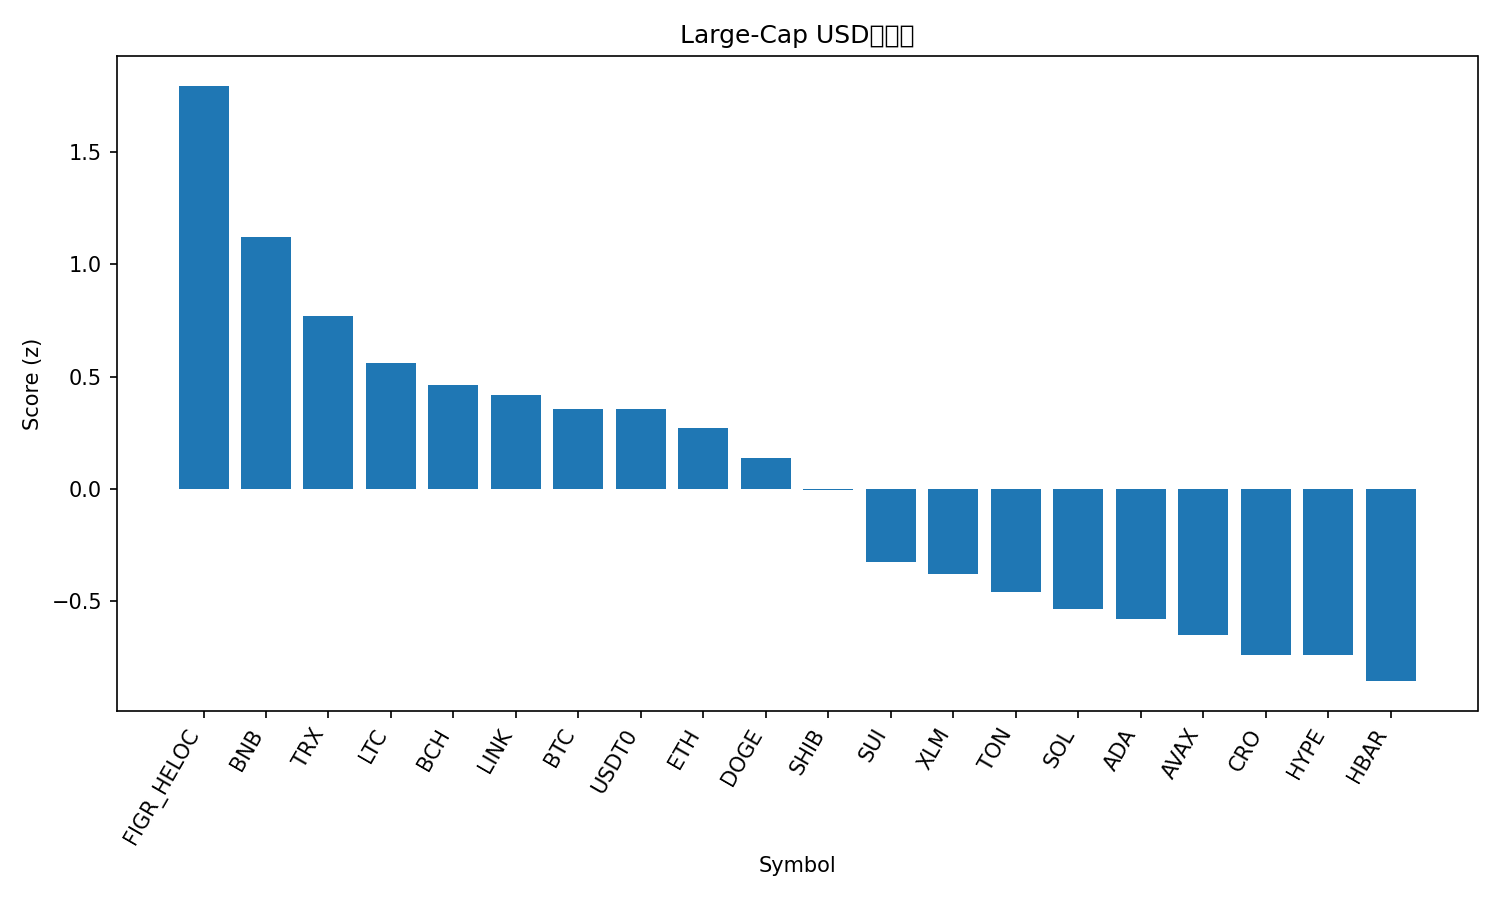 Large-Cap USD
Score (z)
1.5
1.0
0.5
0.0
−0.5
FIGR_HELOC
BNB
TRX
LTC
BCH
LINK
BTC
USDT0
ETH
DOGE
SHIB
SUI
XLM
TON
SOL
ADA
AVAX
CRO
HYPE
HBAR
Symbol